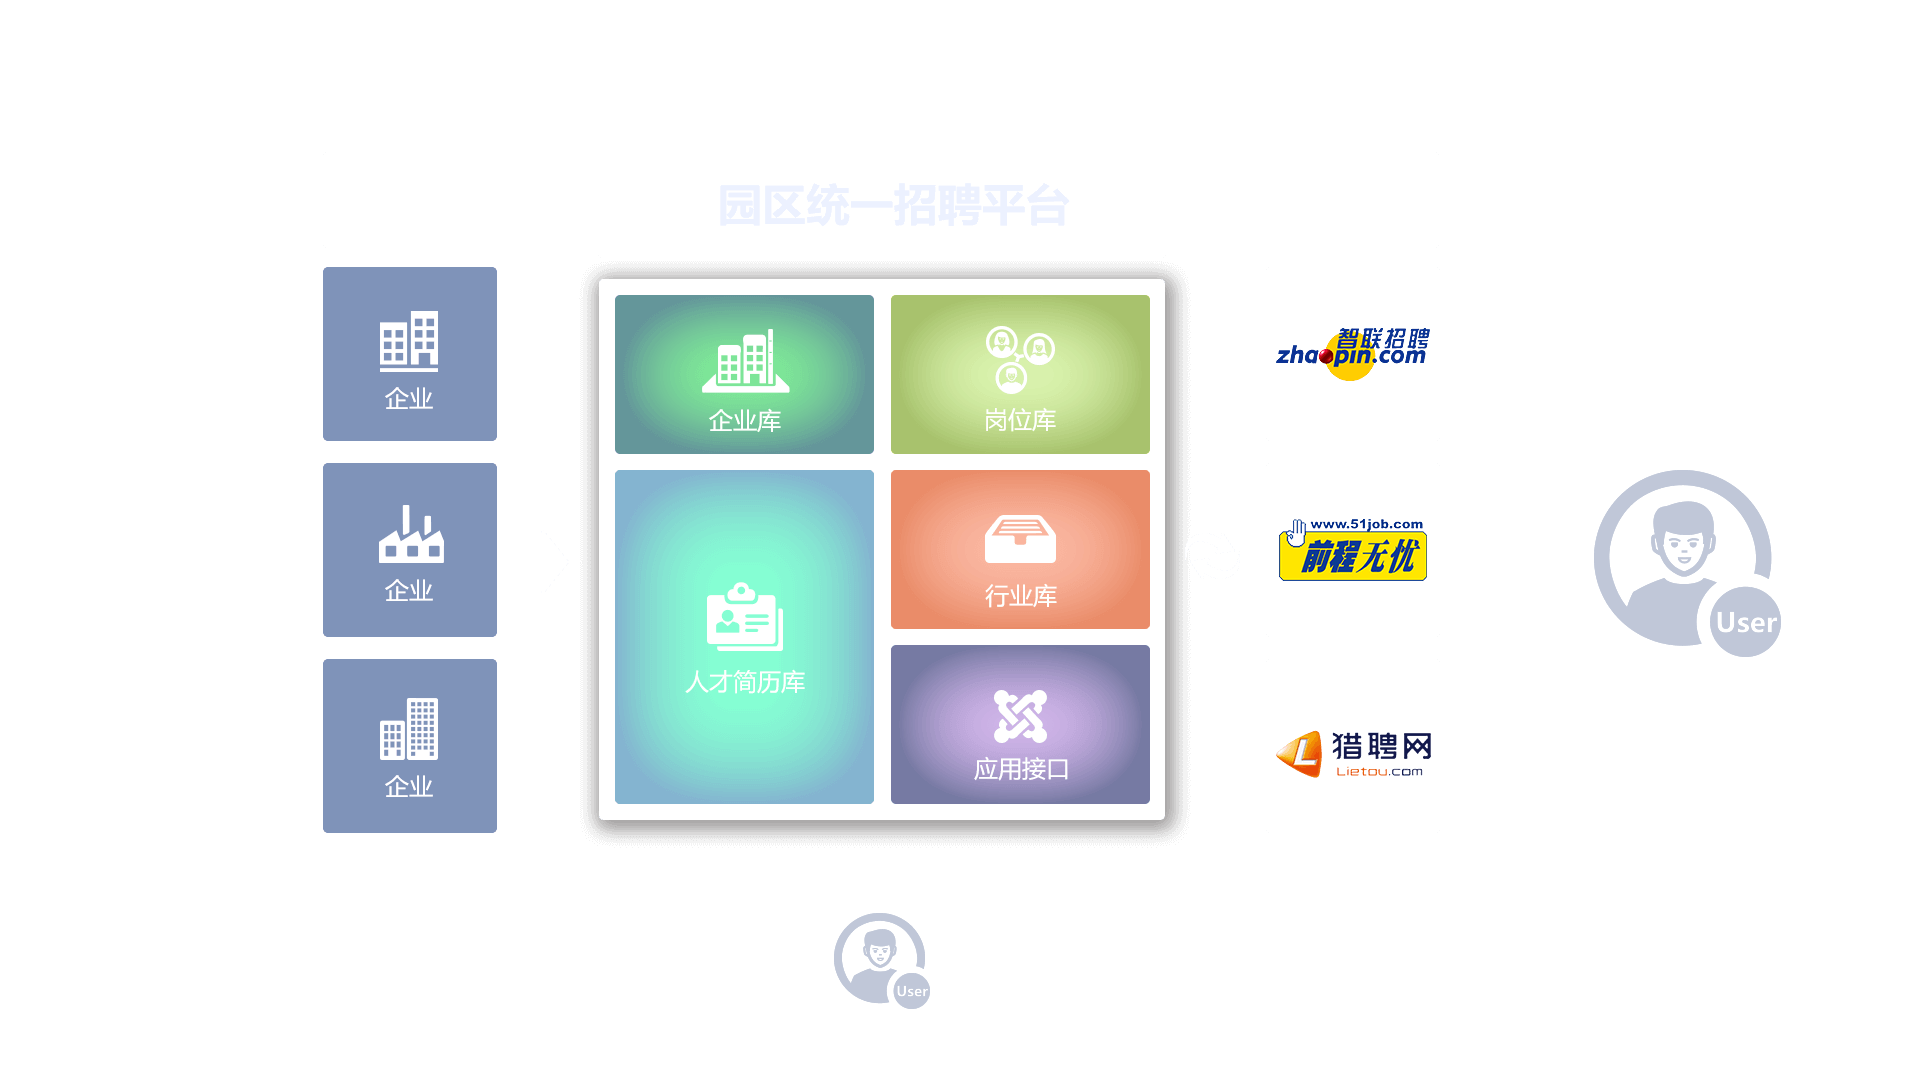 园区统一招聘平台
企业
企业
企业
企业库
岗位库
人才简历库
行业库
应用接口
智联招聘
zhaopin.com
www.51job.com
前程无忧
猎聘网
Lietou.com
User
User